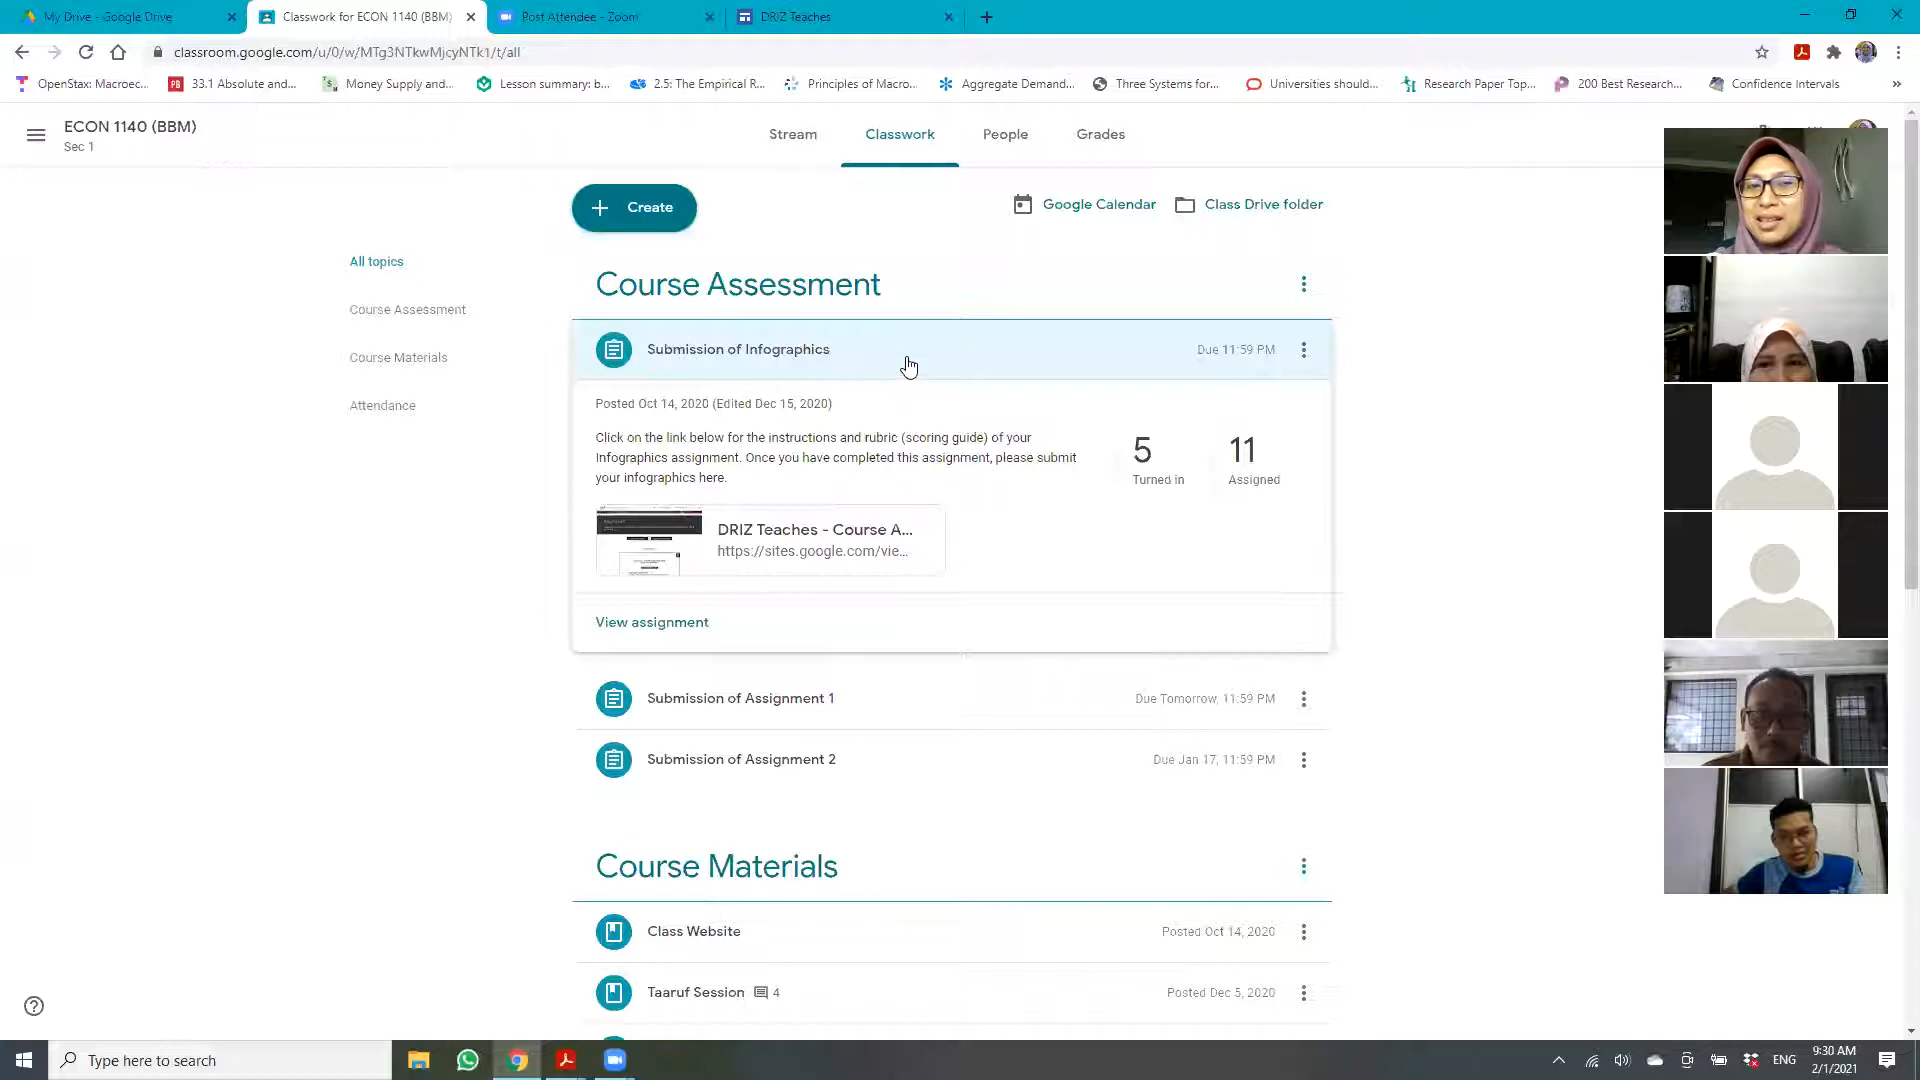 My Drive - Google Drive
Classwork for ECON 1140 (BBM)
Post Attendee - Zoom
DRIZ Teaches
classroom.google.com/u/0/w/MTg3NTkwMjcyNTk1/t/all
OpenStax: Macroec...
33.1 Absolute and...
Money Supply and...
Lesson summary: b...
2.5: The Empirical R...
Principles of Macro...
Aggregate Demand...
Three Systems for...
Universities should...
Research Paper Top...
200 Best Research...
Confidence Intervals
ECON 1140 (BBM)
Sec 1
Stream
Classwork
People
Grades
Create
Google Calendar
Class Drive folder
All topics
Course Assessment
Course Materials
Attendance
Course Assessment
Submission of Infographics
Due 11:59 PM
Posted Oct 14, 2020 (Edited Dec 15, 2020)
Click on the link below for the instructions and rubric (scoring guide) of your
Infographics assignment. Once you have completed this assignment, please submit
your infographics here.
5
Turned in
11
Assigned
DRIZ Teaches - Course A...
https://sites.google.com/vie...
View assignment
Submission of Assignment 1
Due Tomorrow, 11:59 PM
Submission of Assignment 2
Due Jan 17, 11:59 PM
Course Materials
Class Website
Posted Oct 14, 2020
Taaruf Session
4
Posted Dec 5, 2020
Type here to search
ENG
9:30 AM
2/1/2021